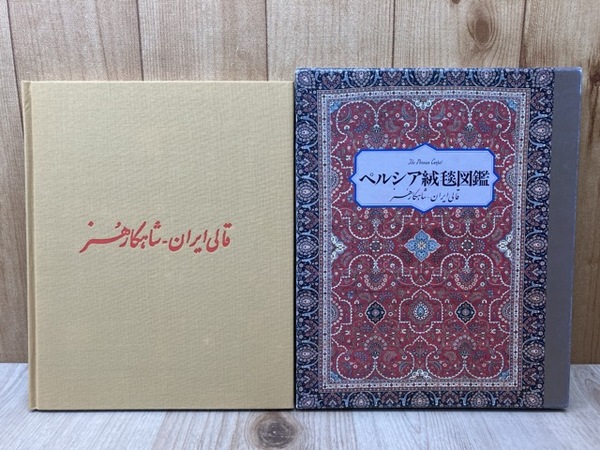 قالی ایران - شاهکار هنر
The Persian Carpet
ペルシア絨毯図鑑
قالی ایران - شاهکار هنر